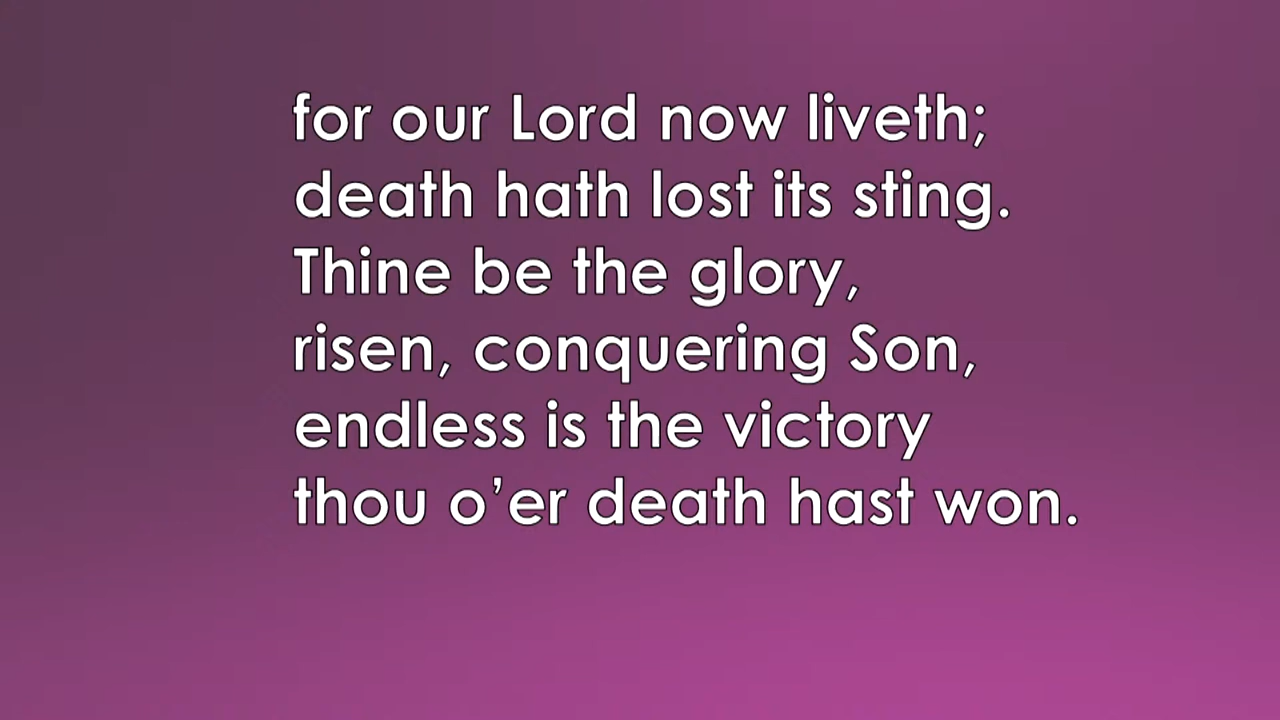 for our Lord now liveth;
death hath lost its sting.
Thine be the glory,
risen, conquering Son,
endless is the victory
thou o’er death hast won.